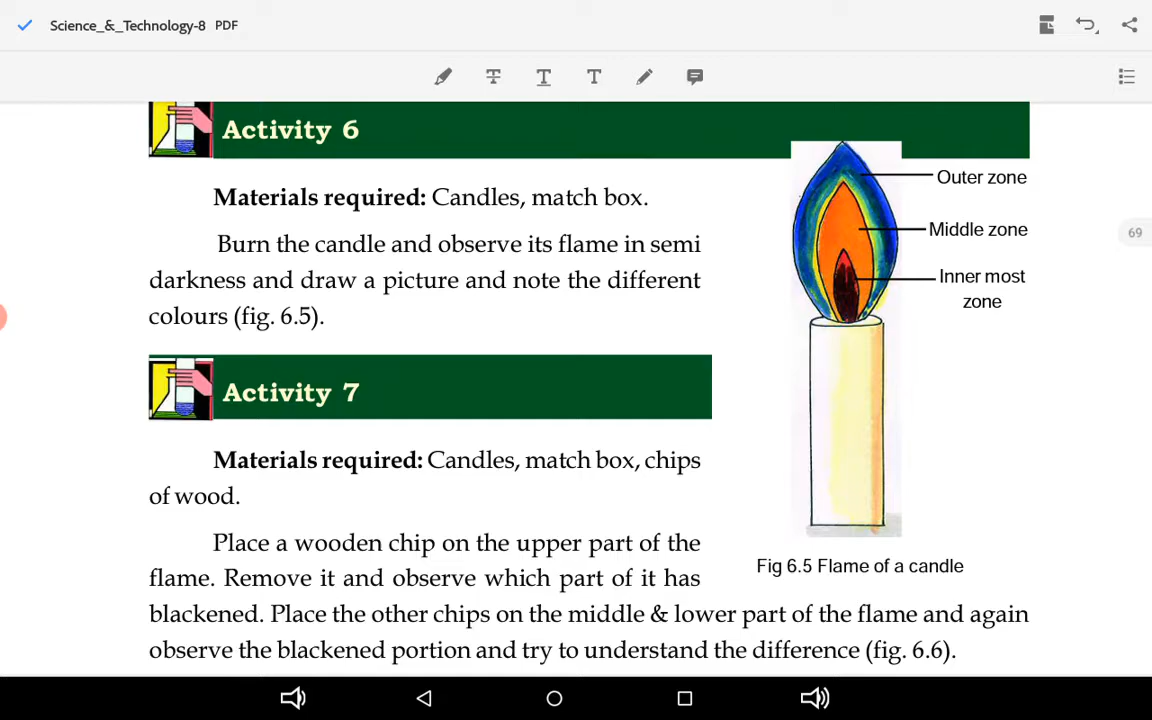 Science_&_Technology-8 PDF
Activity 6
Materials required: Candles, match box.
Burn the candle and observe its flame in semi
darkness and draw a picture and note the different
colours (fig. 6.5).
Outer zone
Middle zone
Inner most
zone
69
Activity 7
Materials required: Candles, match box, chips
of wood.
Place a wooden chip on the upper part of the
flame. Remove it and observe which part of it has
Fig 6.5 Flame of a candle
blackened. Place the other chips on the middle & lower part of the flame and again
observe the blackened portion and try to understand the difference (fig. 6.6).